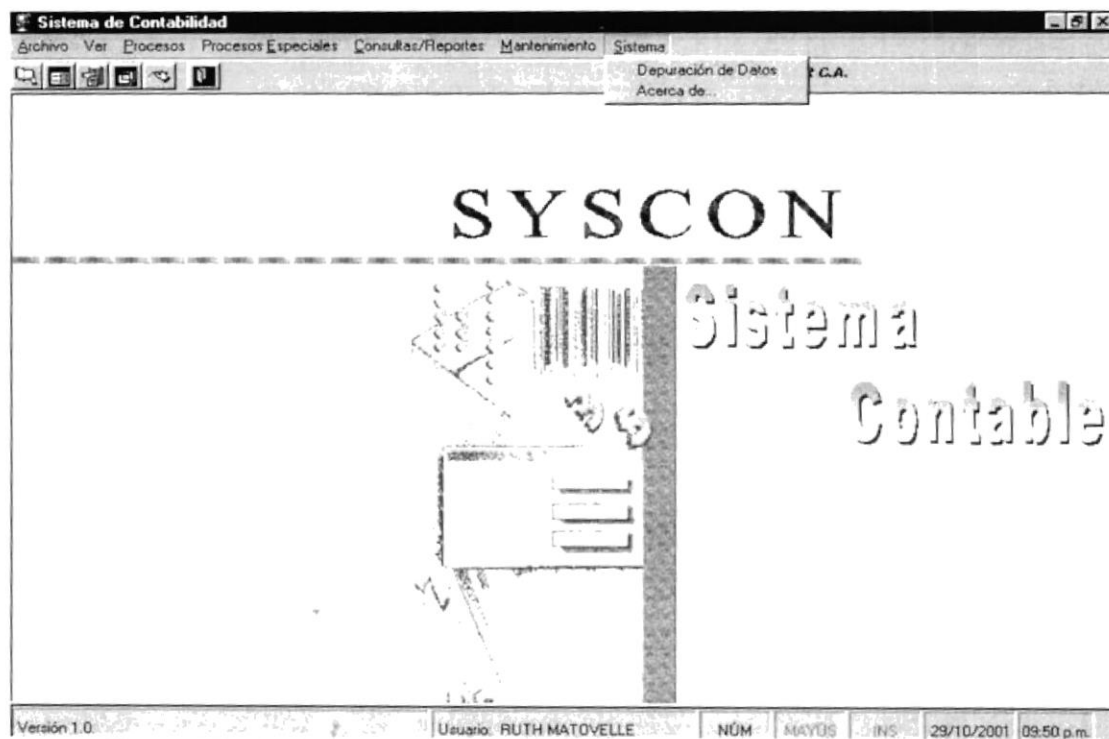 Sistema de Contabilidad
Archivo Ver Procesos Procesos Especiales Consultas/Reportes Mantenimiento Sistema
Depuración de Datos
C.A.
Acerca de...
SYSCON
Sistema
Contable
Versión 1.0. Usuario: RUTH MATOVELLE NÚM MAYÚS INS 29/10/2001 09:50 p.m.